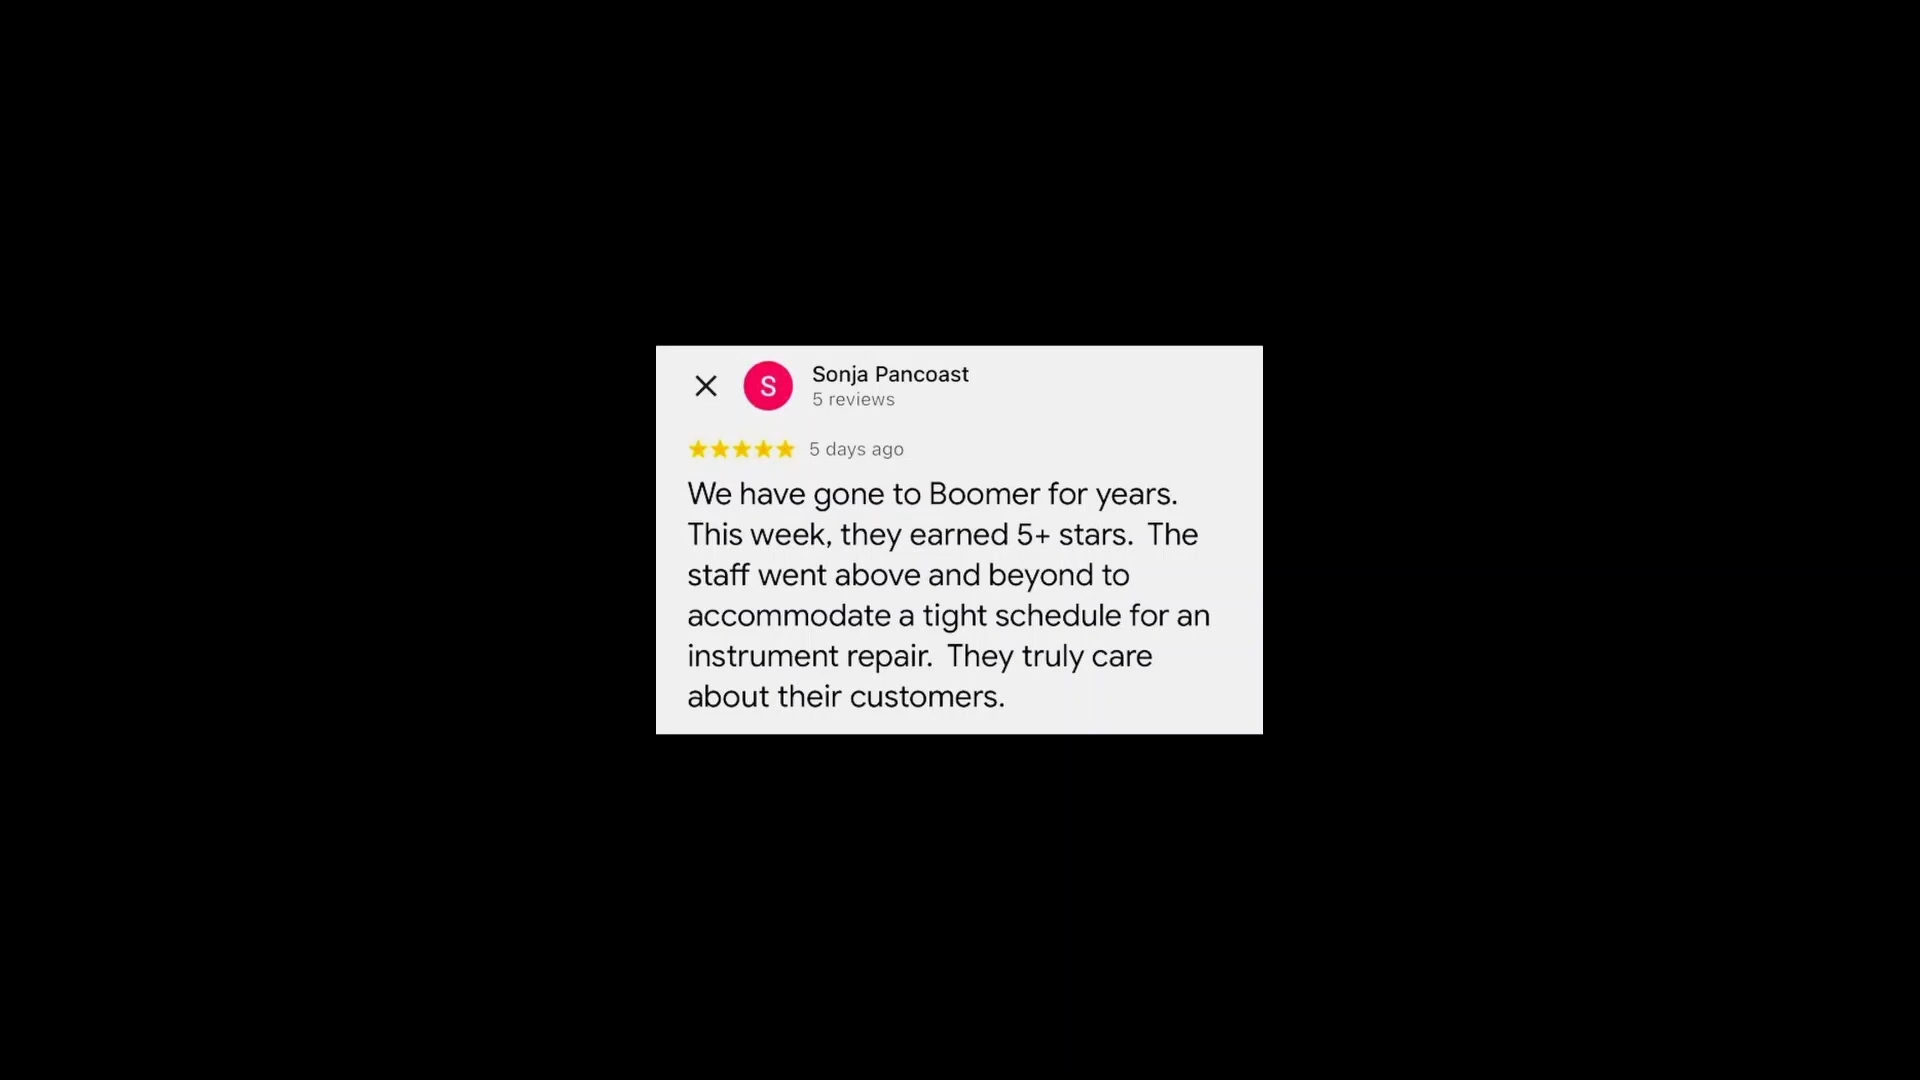 S
Sonja Pancoast
5 reviews
5 days ago
We have gone to Boomer for years.
This week, they earned 5+ stars.  The
staff went above and beyond to
accommodate a tight schedule for an
instrument repair.  They truly care
about their customers.